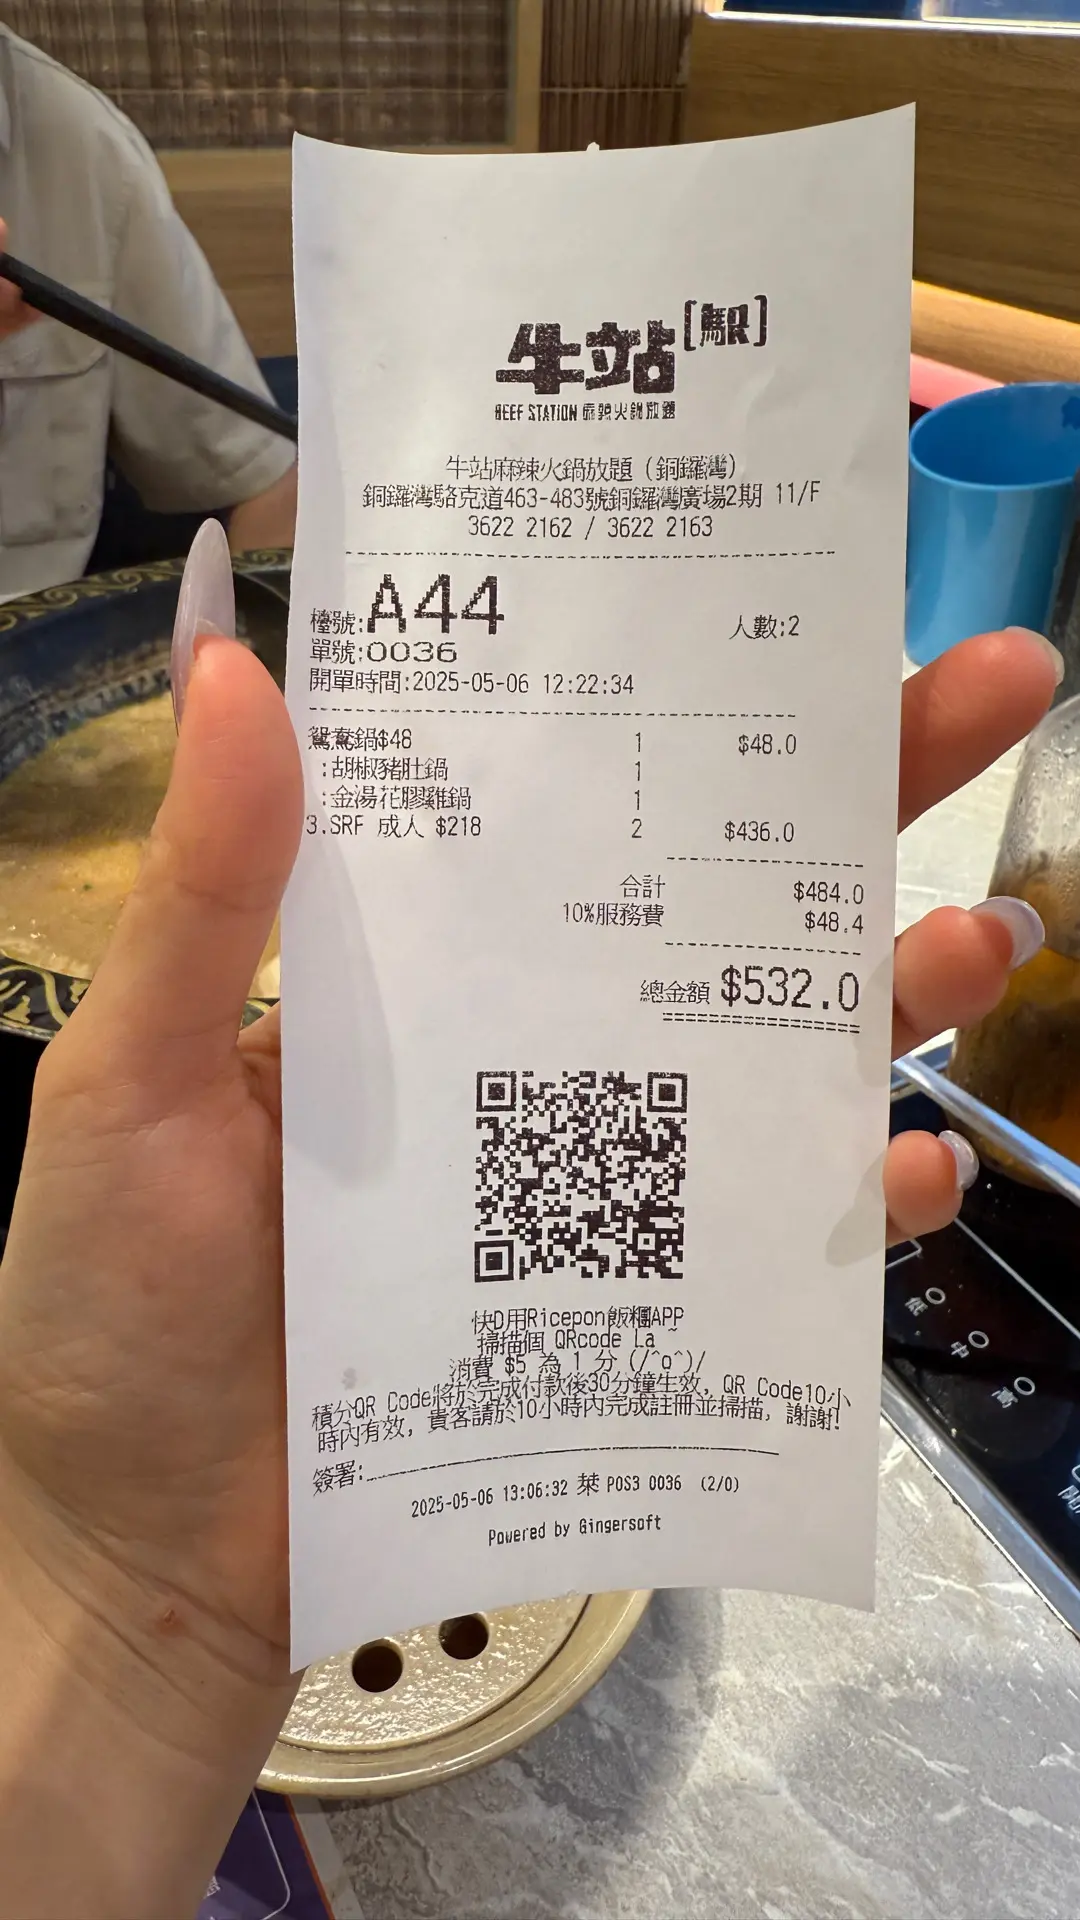 牛站[駅]
BEEF STATION 麻辣火鍋放題
牛站麻辣火鍋放題 (銅鑼灣)
銅鑼灣駱克道463-483號銅鑼灣廣場2期 11/F
3622 2162 / 3622 2163
檯號:A44 人數:2
單號:0036
開單時間:2025-05-06 12:22:34
鴛鴦鍋$48 1 $48.0
:胡椒豬肚鍋 1
:金湯花膠雞鍋 1
3.SRF 成人 $218 2 $436.0
合計 $484.0
10%服務費 $48.4
總金額 $532.0
快D用Ricepon飯糰APP
掃描個 QRcode La ~
消費 $5 為 1 分 (/^o^)/
積分QR Code將於完成付款後30分鐘生效, QR Code10小
時內有效, 貴客請於10小時內完成註冊並掃描, 謝謝!
簽署:
2025-05-06 13:06:32 菜 POS3 0036 (2/0)
Powered by Gingersoft
低
中
高